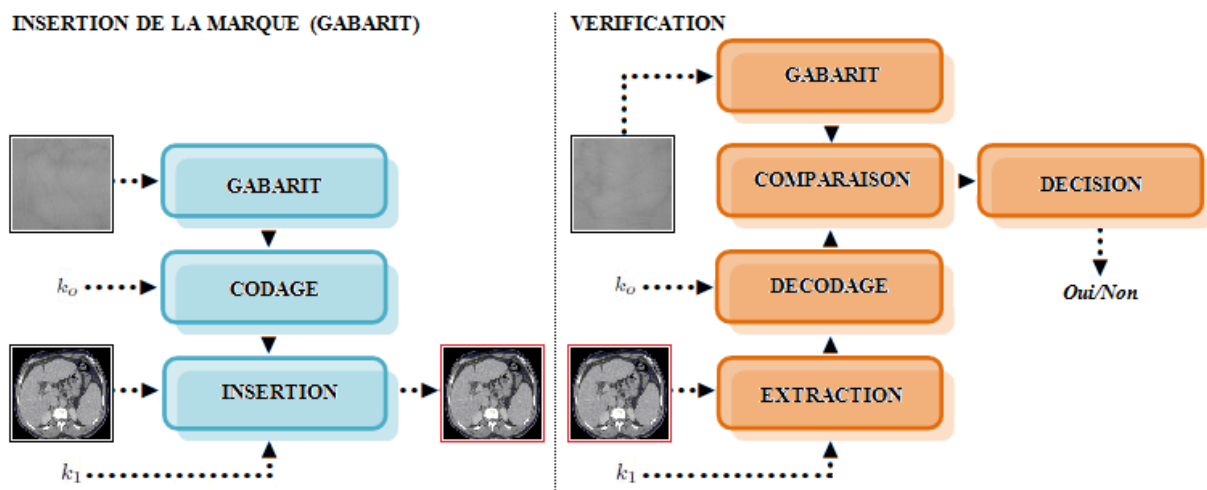 INSERTION DE LA MARQUE (GABARIT)
GABARIT
k₀
CODAGE
INSERTION
k₁
VERIFICATION
GABARIT
COMPARAISON
DECISION
k₀
DECODAGE
Oui/Non
EXTRACTION
k₁